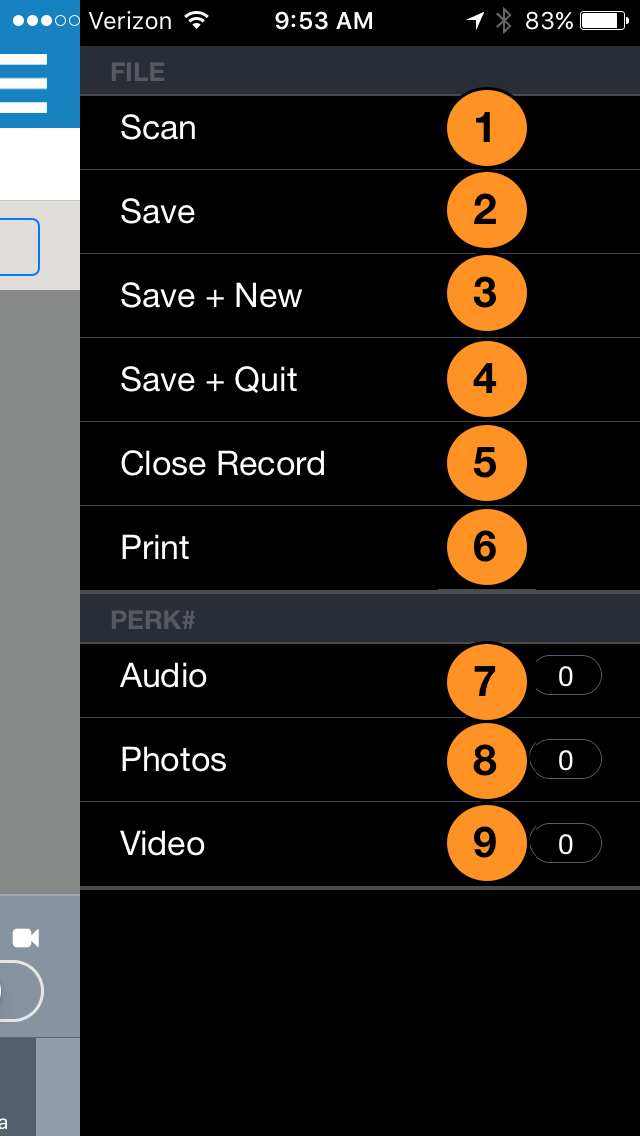 Verizon 9:53 AM 83%
FILE
Scan 1
Save 2
Save + New 3
Save + Quit 4
Close Record 5
Print 6
PERK#
Audio 7 0
Photos 8 0
Video 9 0
a